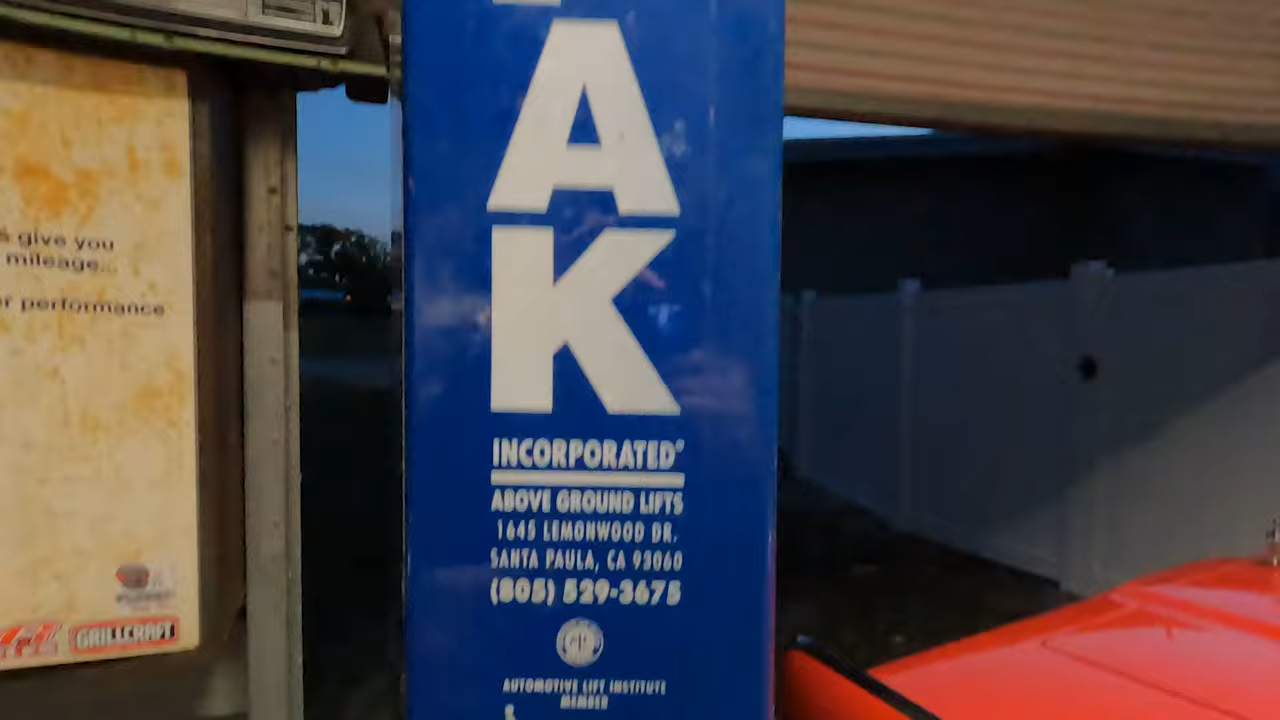 give you
mileage...
performance
GRILLCRAFT
A
K
INCORPORATED
ABOVE GROUND LIFTS
1645 LEMONWOOD DR.
SANTA PAULA, CA 93060
(805) 529-3675
AUTOMOTIVE LIFT INSTITUTE
MEMBER